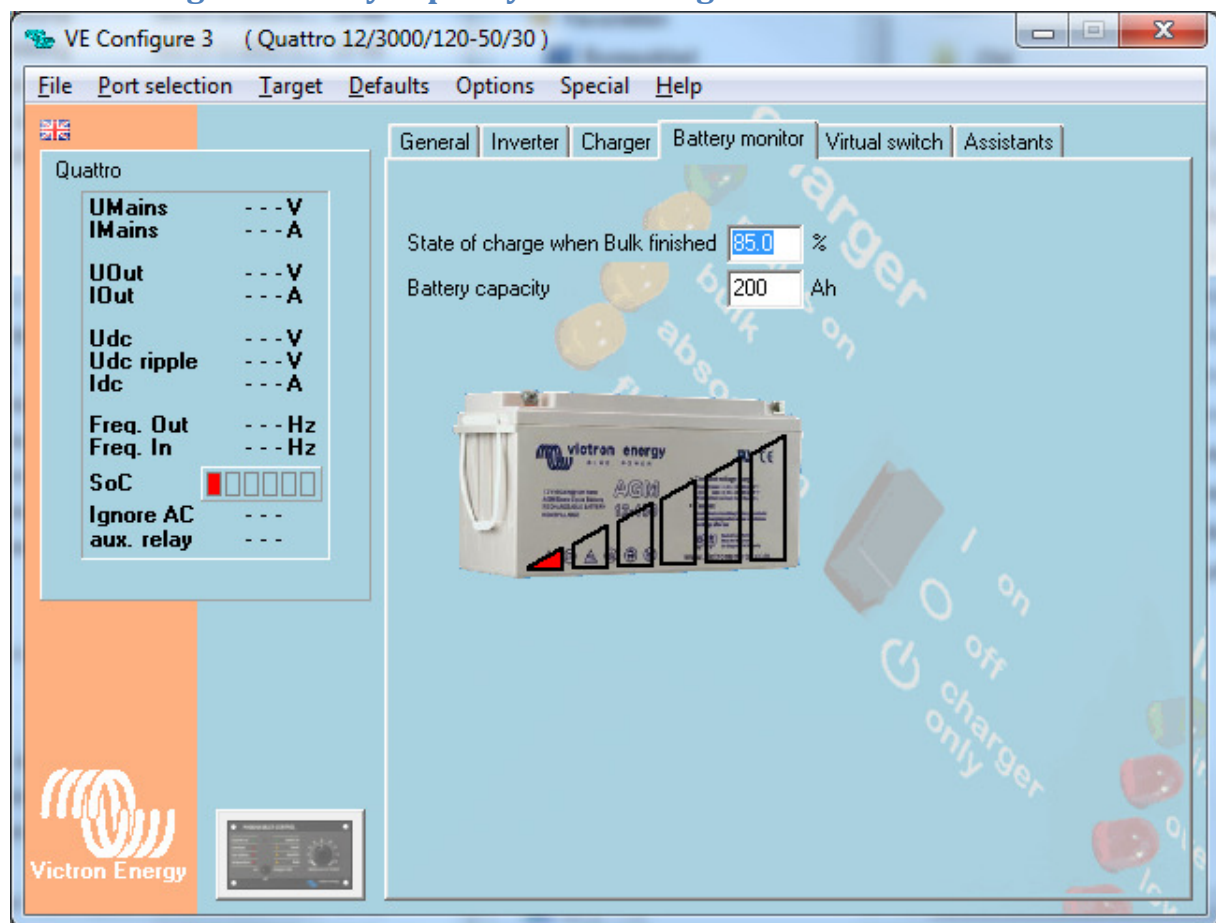 VE Configure 3 ( Quattro 12/3000/120-50/30 )
File Port selection Target Defaults Options Special Help
General Inverter Charger Battery monitor Virtual switch Assistants
Quattro
UMains - - - V
IMains - - - A
UOut - - - V
IOut - - - A
Udc - - - V
Udc ripple - - - V
Idc - - - A
Freq. Out - - - Hz
Freq. In - - - Hz
SoC
Ignore AC - - -
aux. relay - - -
State of charge when Bulk finished 85.0 %
Battery capacity 200 Ah
charger
bulk
on
victron energy
BLUE POWER
AGM
I
on
off
charger
only
Victron Energy